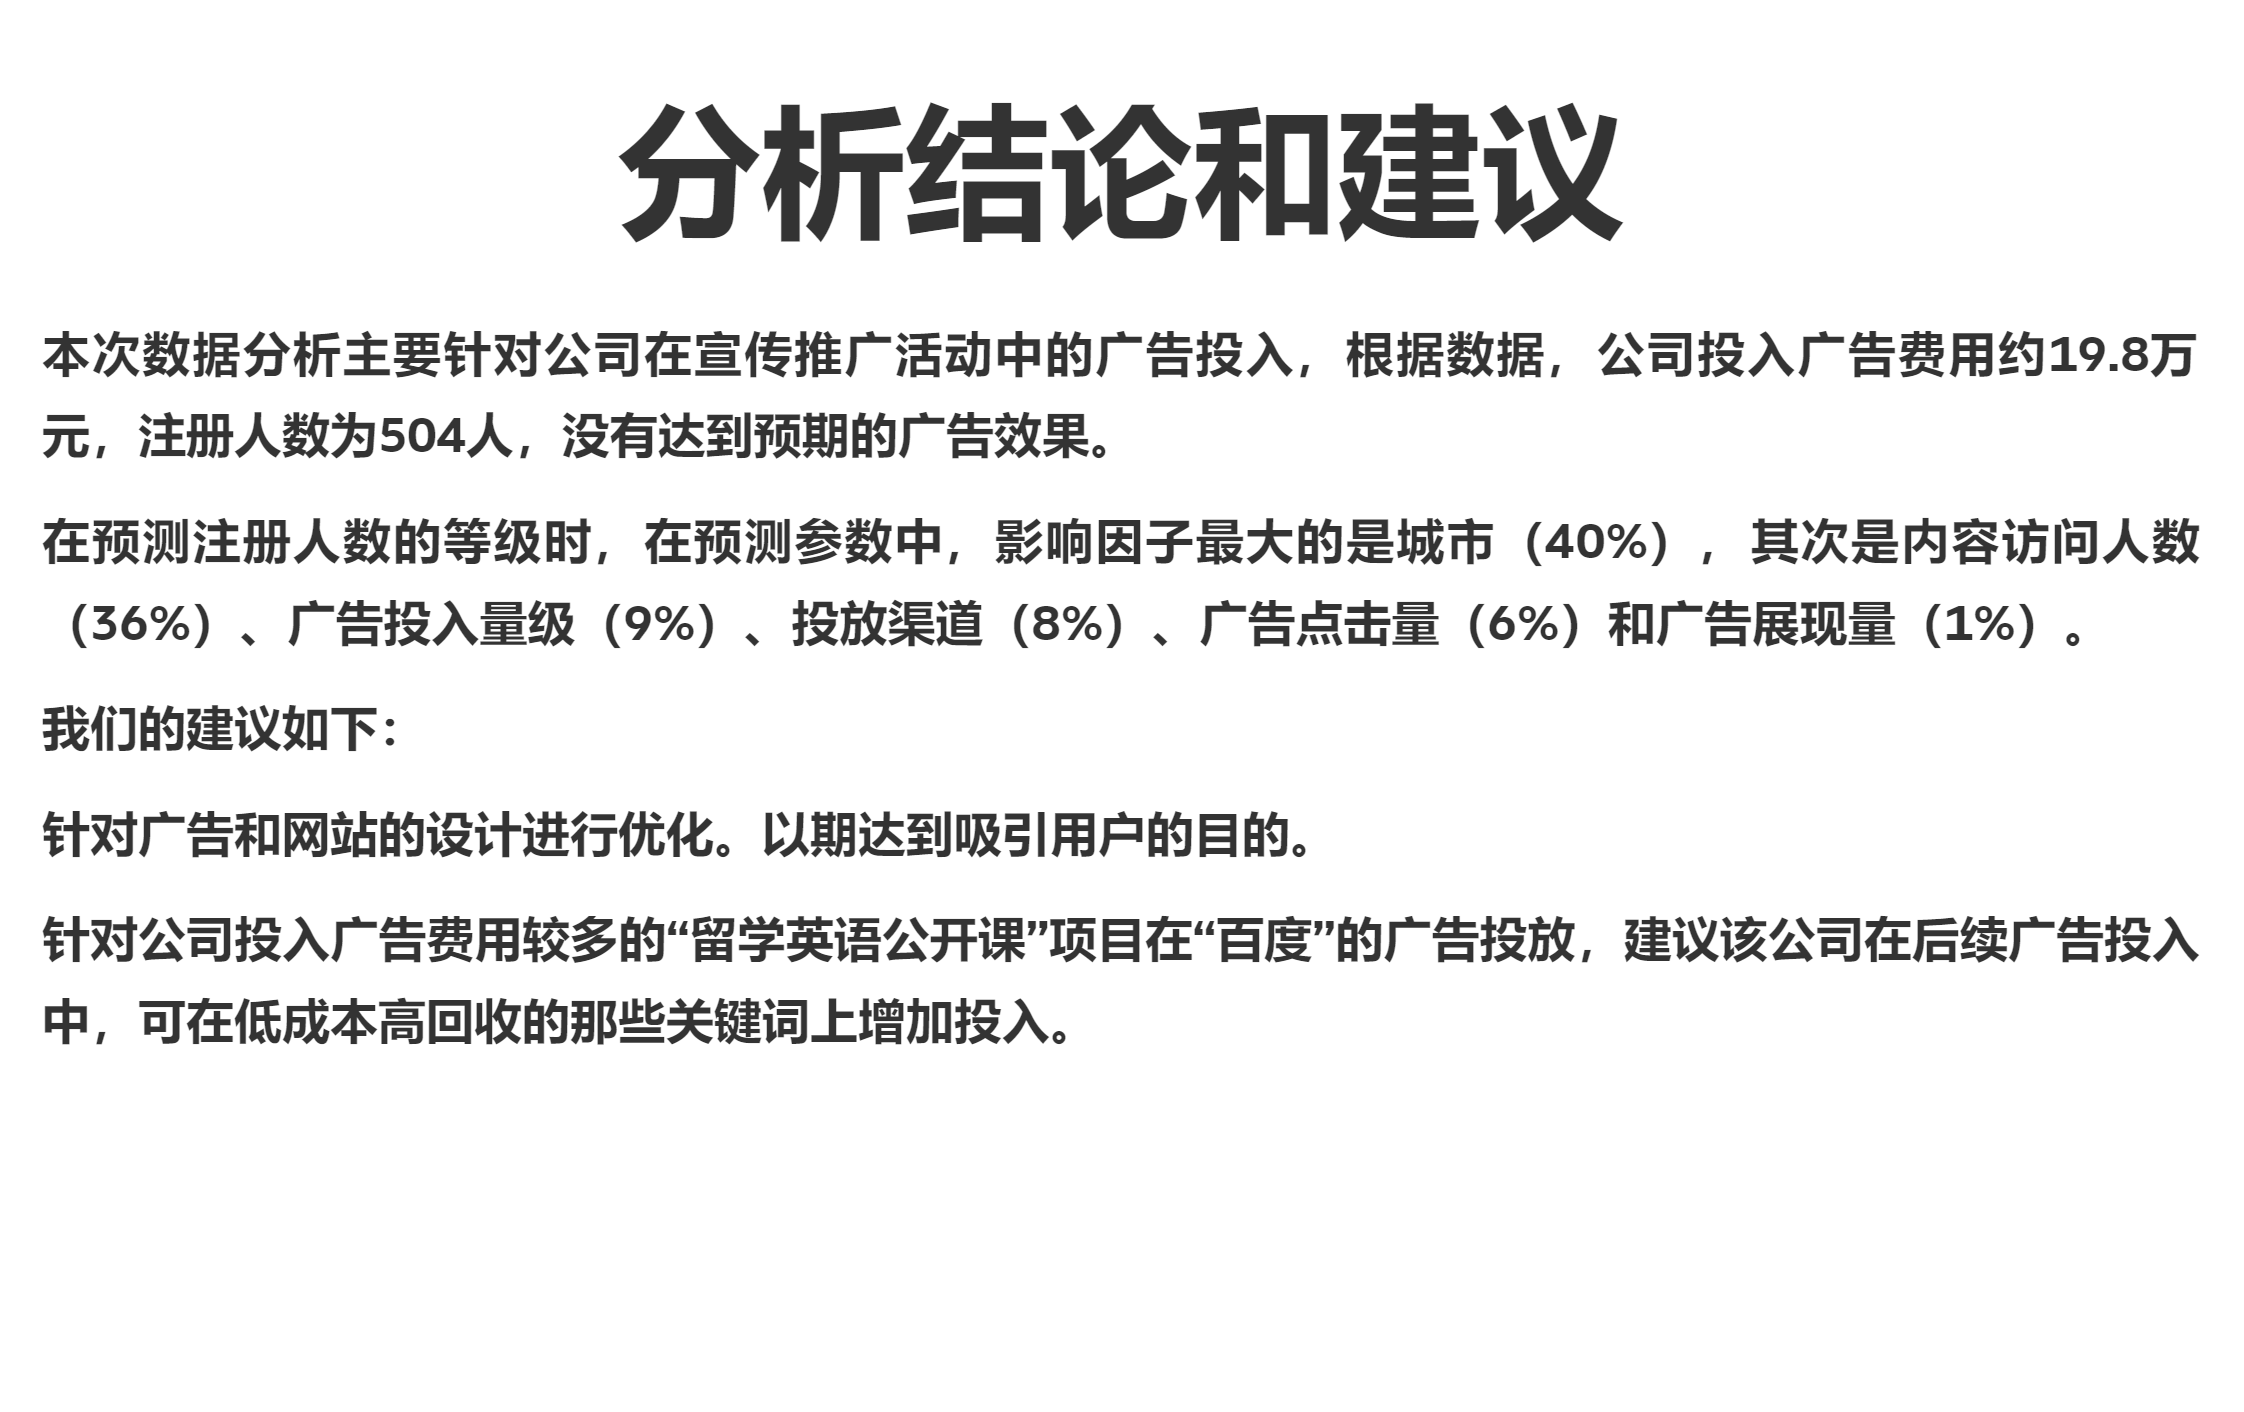 分析结论和建议
本次数据分析主要针对公司在宣传推广活动中的广告投入，根据数据，公司投入广告费用约19.8万
元，注册人数为504人，没有达到预期的广告效果。
在预测注册人数的等级时，在预测参数中，影响因子最大的是城市（40%），其次是内容访问人数
（36%）、广告投入量级（9%）、投放渠道（8%）、广告点击量（6%）和广告展现量（1%）。
我们的建议如下：
针对广告和网站的设计进行优化。以期达到吸引用户的目的。
针对公司投入广告费用较多的“留学英语公开课”项目在“百度”的广告投放，建议该公司在后续广告投入
中，可在低成本高回收的那些关键词上增加投入。